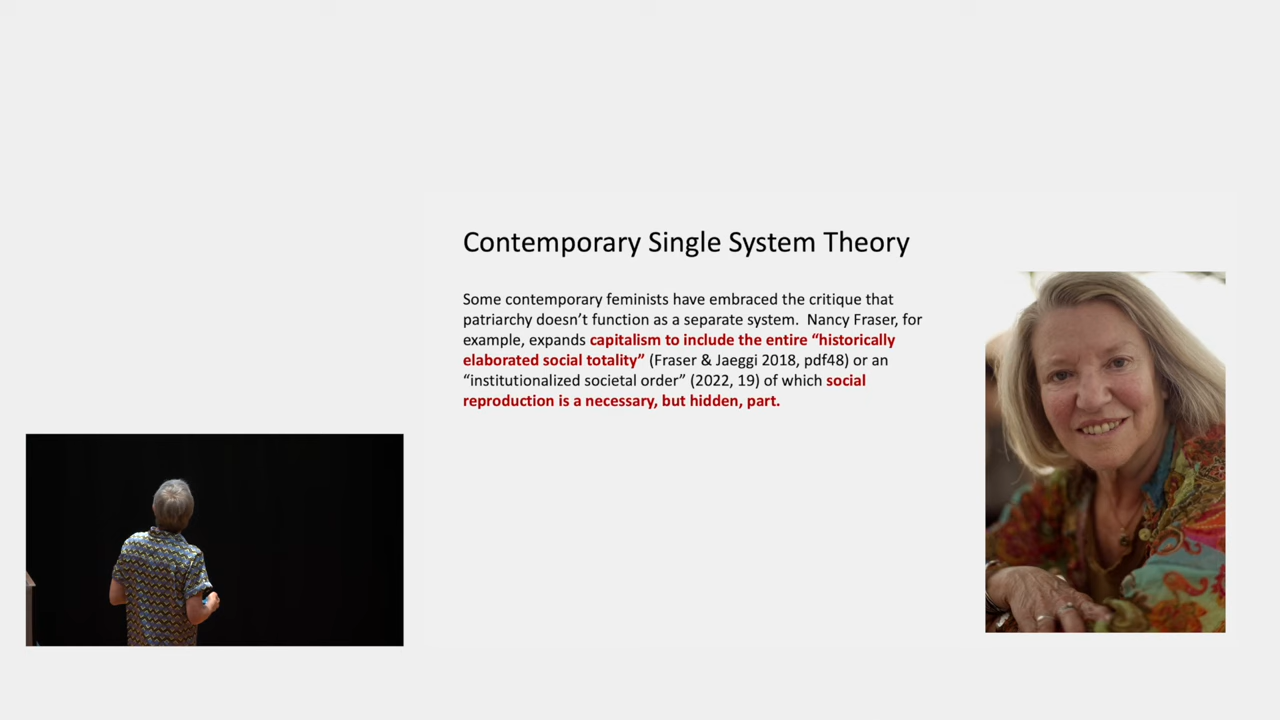 Contemporary Single System Theory
Some contemporary feminists have embraced the critique that
patriarchy doesn’t function as a separate system.  Nancy Fraser, for
example, expands capitalism to include the entire “historically
elaborated social totality” (Fraser & Jaeggi 2018, pdf48) or an
“institutionalized societal order” (2022, 19) of which social
reproduction is a necessary, but hidden, part.